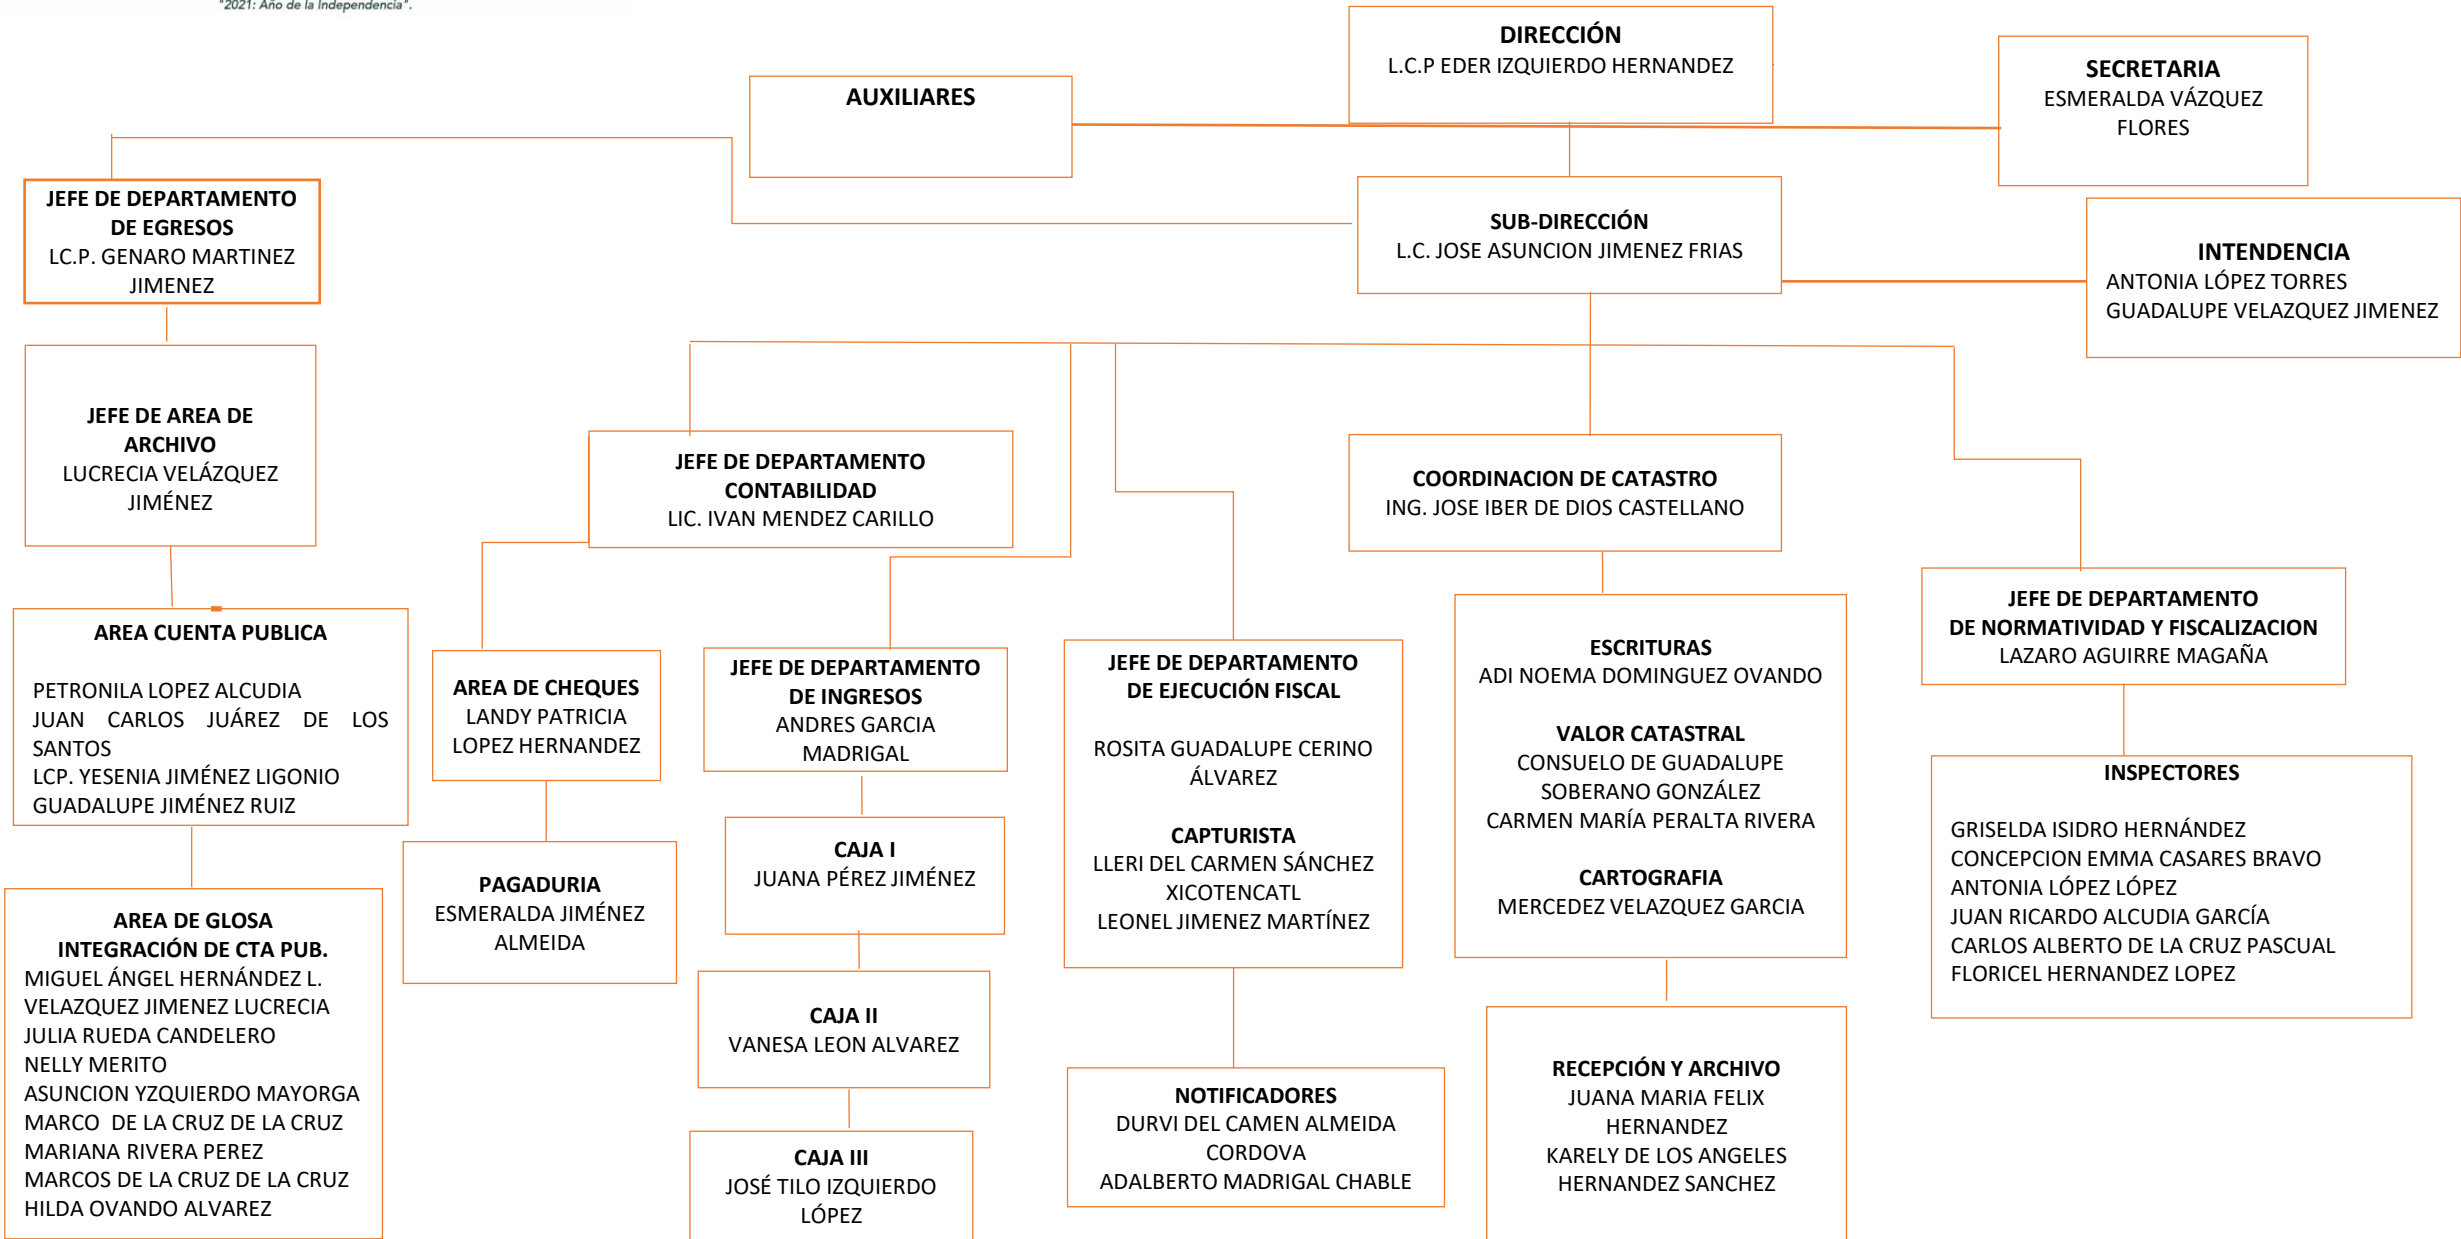 "2021: Año de la Independencia".
DIRECCIÓN
L.C.P EDER IZQUIERDO HERNANDEZ
SECRETARIA
ESMERALDA VÁZQUEZ
FLORES
AUXILIARES
JEFE DE DEPARTAMENTO
DE EGRESOS
LC.P. GENARO MARTINEZ
JIMENEZ
SUB-DIRECCIÓN
L.C. JOSE ASUNCION JIMENEZ FRIAS
INTENDENCIA
ANTONIA LÓPEZ TORRES
GUADALUPE VELAZQUEZ JIMENEZ
JEFE DE AREA DE
ARCHIVO
LUCRECIA VELÁZQUEZ
JIMÉNEZ
JEFE DE DEPARTAMENTO
CONTABILIDAD
LIC. IVAN MENDEZ CARILLO
COORDINACION DE CATASTRO
ING. JOSE IBER DE DIOS CASTELLANO
JEFE DE DEPARTAMENTO
DE NORMATIVIDAD Y FISCALIZACION
LAZARO AGUIRRE MAGAÑA
AREA CUENTA PUBLICA
PETRONILA LOPEZ ALCUDIA
JUAN CARLOS JUÁREZ DE LOS
SANTOS
LCP. YESENIA JIMÉNEZ LIGONIO
GUADALUPE JIMÉNEZ RUIZ
AREA DE CHEQUES
LANDY PATRICIA
LOPEZ HERNANDEZ
JEFE DE DEPARTAMENTO
DE INGRESOS
ANDRES GARCIA
MADRIGAL
JEFE DE DEPARTAMENTO
DE EJECUCIÓN FISCAL
ROSITA GUADALUPE CERINO
ÁLVAREZ
CAPTURISTA
LLERI DEL CARMEN SÁNCHEZ
XICOTENCATL
LEONEL JIMENEZ MARTÍNEZ
ESCRITURAS
ADI NOEMA DOMINGUEZ OVANDO
VALOR CATASTRAL
CONSUELO DE GUADALUPE
SOBERANO GONZÁLEZ
CARMEN MARÍA PERALTA RIVERA
CARTOGRAFIA
MERCEDEZ VELAZQUEZ GARCIA
INSPECTORES
GRISELDA ISIDRO HERNÁNDEZ
CONCEPCION EMMA CASARES BRAVO
ANTONIA LÓPEZ LÓPEZ
JUAN RICARDO ALCUDIA GARCÍA
CARLOS ALBERTO DE LA CRUZ PASCUAL
FLORICEL HERNANDEZ LOPEZ
AREA DE GLOSA
INTEGRACIÓN DE CTA PUB.
MIGUEL ÁNGEL HERNÁNDEZ L.
VELAZQUEZ JIMENEZ LUCRECIA
JULIA RUEDA CANDELERO
NELLY MERITO
ASUNCION YZQUIERDO MAYORGA
MARCO DE LA CRUZ DE LA CRUZ
MARIANA RIVERA PEREZ
MARCOS DE LA CRUZ DE LA CRUZ
HILDA OVANDO ALVAREZ
PAGADURIA
ESMERALDA JIMÉNEZ
ALMEIDA
CAJA I
JUANA PÉREZ JIMÉNEZ
CAJA II
VANESA LEON ALVAREZ
CAJA III
JOSÉ TILO IZQUIERDO
LÓPEZ
NOTIFICADORES
DURVI DEL CAMEN ALMEIDA
CORDOVA
ADALBERTO MADRIGAL CHABLE
RECEPCIÓN Y ARCHIVO
JUANA MARIA FELIX
HERNANDEZ
KARELY DE LOS ANGELES
HERNANDEZ SANCHEZ